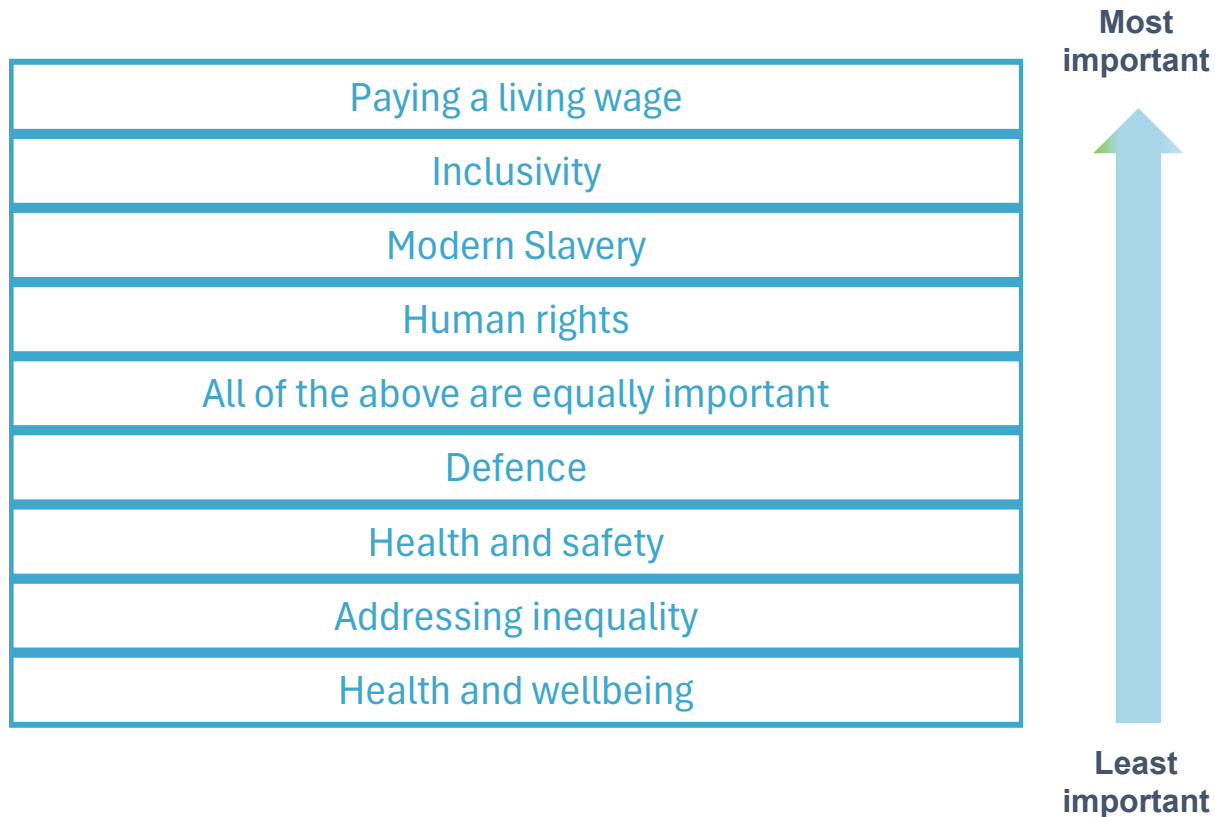 Most
important
Paying a living wage
Inclusivity
Modern Slavery
Human rights
All of the above are equally important
Defence
Health and safety
Addressing inequality
Health and wellbeing
Least
important